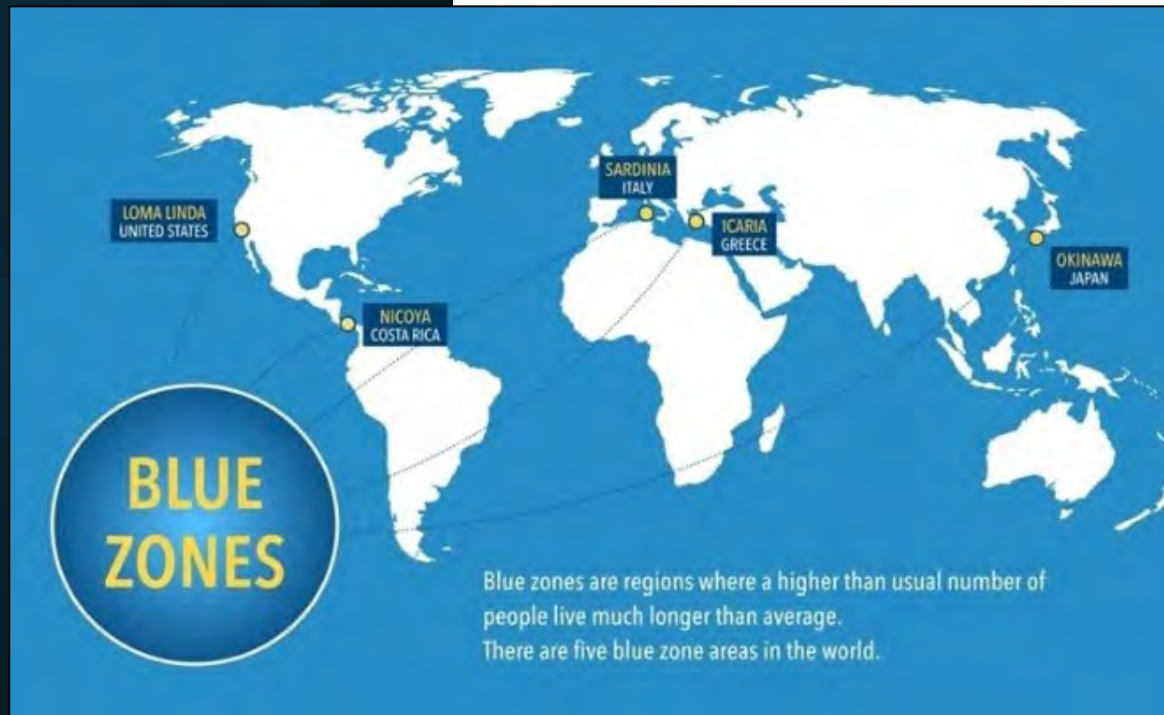 SARDINIA
ITALY
LOMA LINDA
UNITED STATES
ICARIA
GREECE
OKINAWA
JAPAN
NICOYA
COSTA RICA
BLUE
ZONES
Blue zones are regions where a higher than usual number of
people live much longer than average.
There are five blue zone areas in the world.